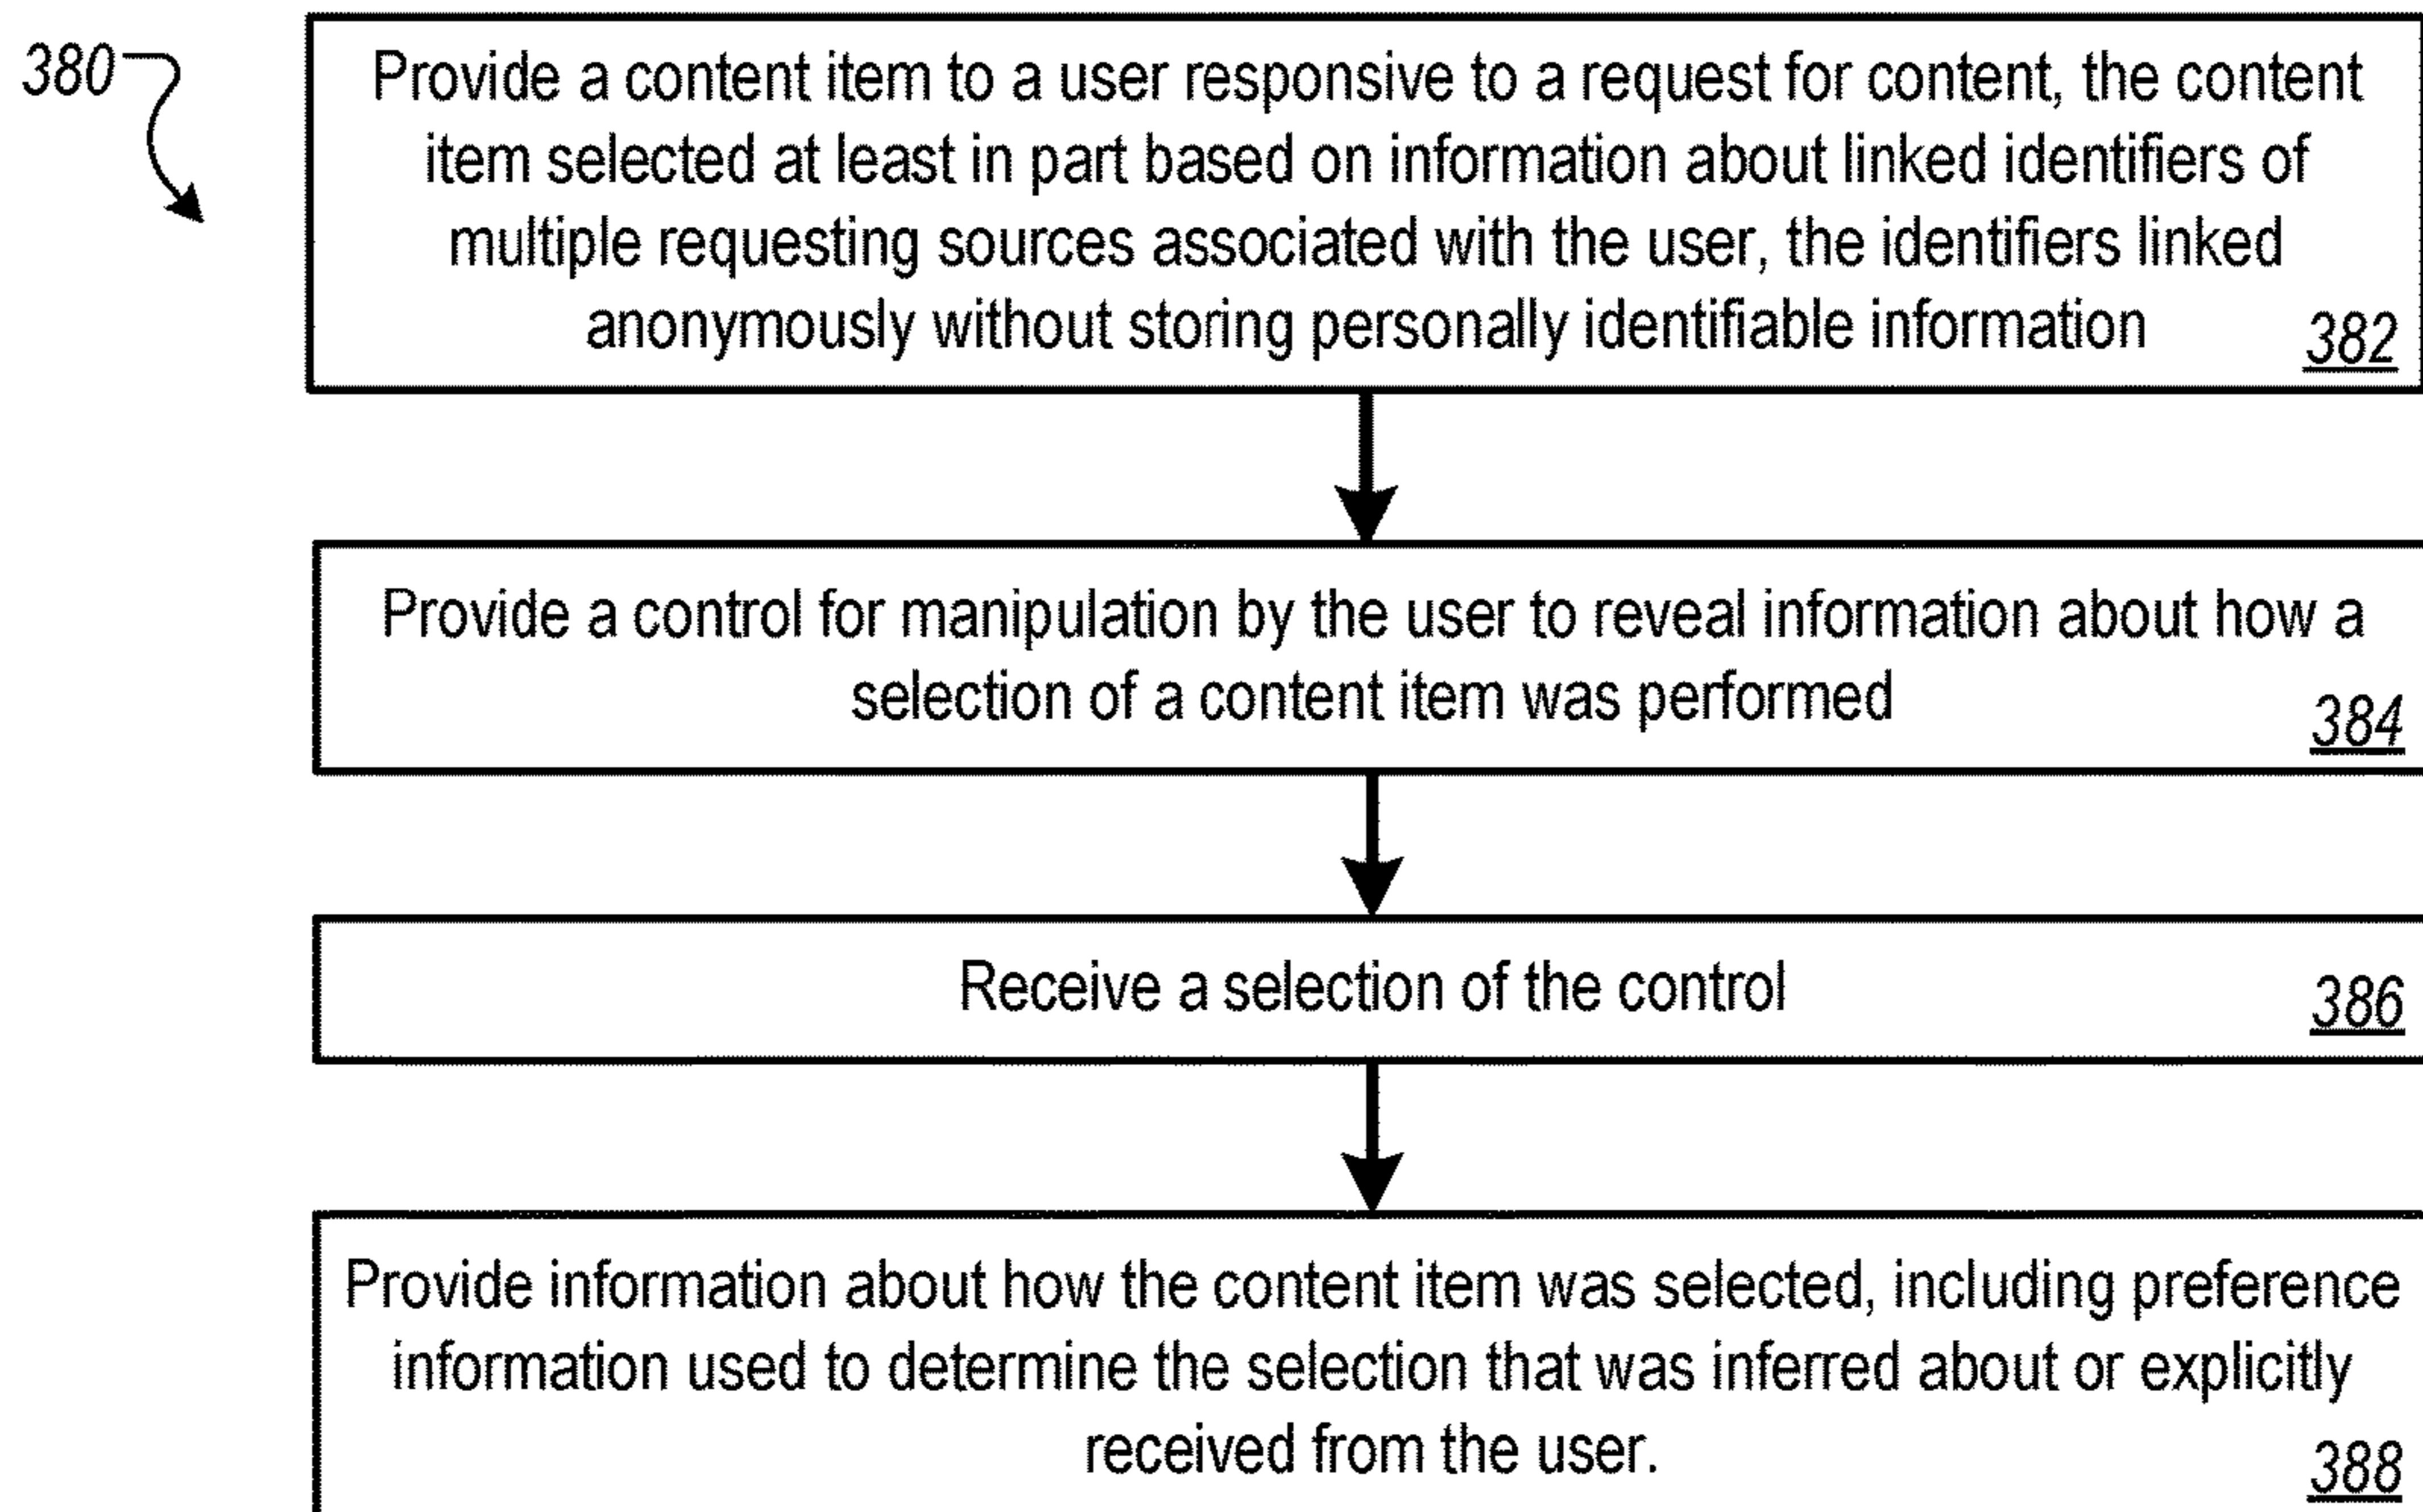 380
Provide a content item to a user responsive to a request for content, the content
item selected at least in part based on information about linked identifiers of
multiple requesting sources associated with the user, the identifiers linked
anonymously without storing personally identifiable information
382
Provide a control for manipulation by the user to reveal information about how a
selection of a content item was performed
384
Receive a selection of the control
386
Provide information about how the content item was selected, including preference
information used to determine the selection that was inferred about or explicitly
received from the user.
388